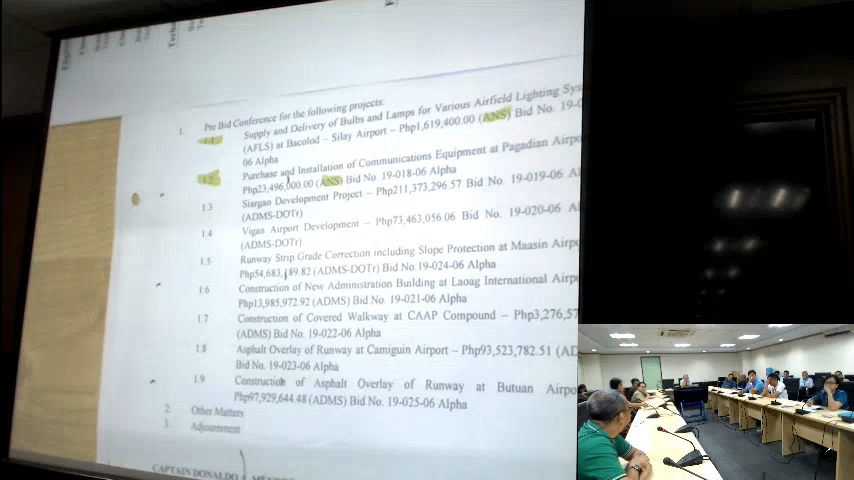 1. Pre Bid Conference for the following projects:
1.1 Supply and Delivery of Bulbs and Lamps for Various Airfield Lighting Sys
(AFLS) at Bacolod – Silay Airport – Php1,619,400.00 (ANS) Bid No. 19-0
06 Alpha
1.2 Purchase and Installation of Communications Equipment at Pagadian Airpo
Php23,496,000.00 (ANS) Bid No. 19-018-06 Alpha
1.3 Siargao Development Project – Php211,373,296.57 Bid No. 19-019-06 Al
(ADMS-DOTr)
1.4 Vigan Airport Development – Php73,463,056.06 Bid No. 19-020-06 Al
(ADMS-DOTr)
1.5 Runway Strip Grade Correction including Slope Protection at Maasin Airpo
Php54,683,189.82 (ADMS-DOTr) Bid No. 19-024-06 Alpha
1.6 Construction of New Administration Building at Laoag International Airp
Php13,985,972.92 (ADMS) Bid No. 19-021-06 Alpha
1.7 Construction of Covered Walkway at CAAP Compound – Php3,276,57
(ADMS) Bid No. 19-022-06 Alpha
1.8 Asphalt Overlay of Runway at Camiguin Airport – Php93,523,782.51 (AD
Bid No. 19-023-06 Alpha
1.9 Construction of Asphalt Overlay of Runway at Butuan Airpo
Php97,929,644.48 (ADMS) Bid No. 19-025-06 Alpha
2. Other Matters
3. Adjournment
CAPTAIN DONALDO A.